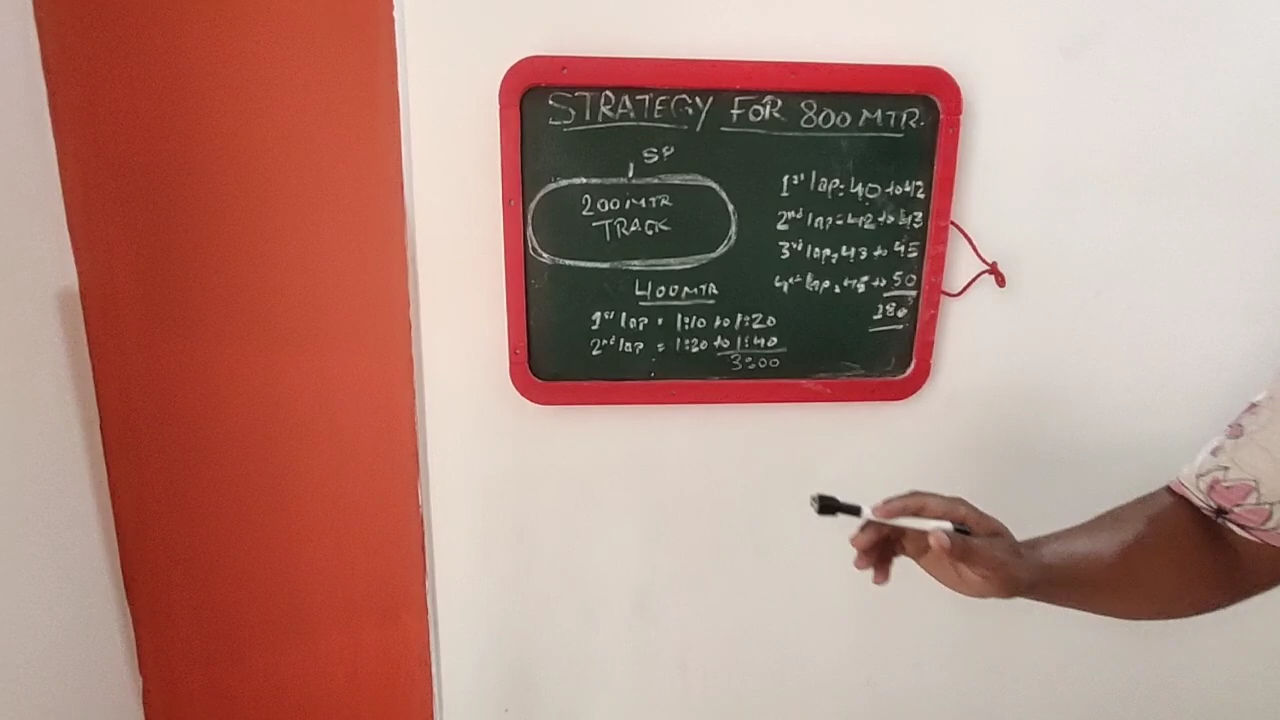 STRATEGY FOR 800 MTR.
SP
200 MTR
TRACK
1st lap = 40 to 42
2nd lap = 42 to 43
3rd lap = 43 to 45
4th lap = 45 to 50
180s
400 MTR
1st lap = 1:10 to 1:20
2nd lap = 1:20 to 1:40
3:00